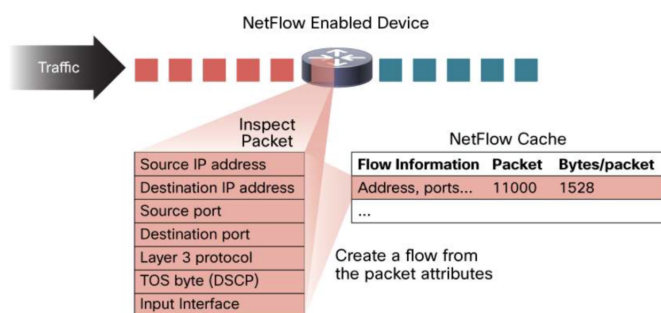 NetFlow Enabled Device
Traffic
Inspect
Packet
Source IP address
Destination IP address
Source port
Destination port
Layer 3 protocol
TOS byte (DSCP)
Input Interface
NetFlow Cache
Flow Information Packet Bytes/packet
Address, ports... 11000 1528
...
Create a flow from
the packet attributes